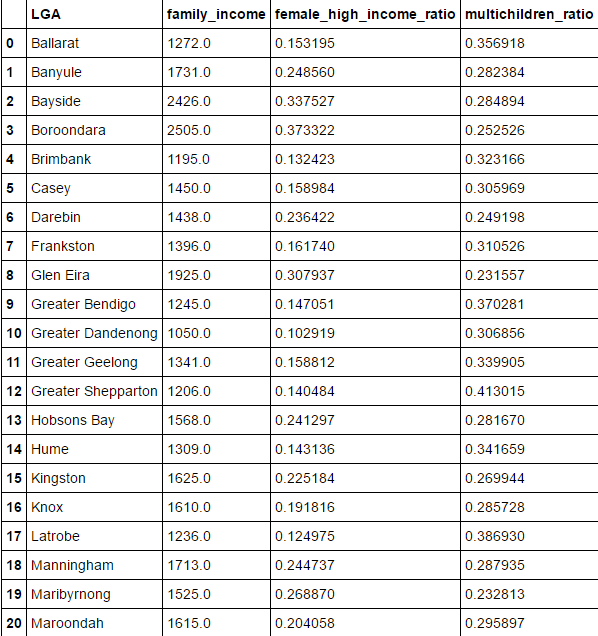 LGA family_income female_high_income_ratio multichildren_ratio
0 Ballarat 1272.0 0.153195 0.356918
1 Banyule 1731.0 0.248560 0.282384
2 Bayside 2426.0 0.337527 0.284894
3 Boroondara 2505.0 0.373322 0.252526
4 Brimbank 1195.0 0.132423 0.323166
5 Casey 1450.0 0.158984 0.305969
6 Darebin 1438.0 0.236422 0.249198
7 Frankston 1396.0 0.161740 0.310526
8 Glen Eira 1925.0 0.307937 0.231557
9 Greater Bendigo 1245.0 0.147051 0.370281
10 Greater Dandenong 1050.0 0.102919 0.306856
11 Greater Geelong 1341.0 0.158812 0.339905
12 Greater Shepparton 1206.0 0.140484 0.413015
13 Hobsons Bay 1568.0 0.241297 0.281670
14 Hume 1309.0 0.143136 0.341659
15 Kingston 1625.0 0.225184 0.269944
16 Knox 1610.0 0.191816 0.285728
17 Latrobe 1236.0 0.124975 0.386930
18 Manningham 1713.0 0.244737 0.287935
19 Maribyrnong 1525.0 0.268870 0.232813
20 Maroondah 1615.0 0.204058 0.295897